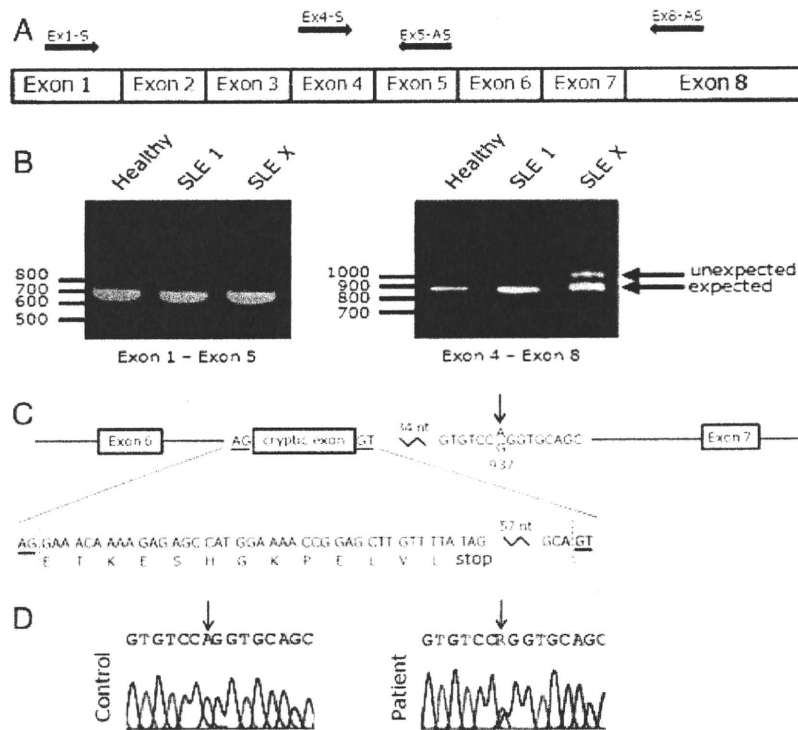 A
Ex1-S
Ex4-S
Ex5-AS
Ex8-AS
Exon 1 Exon 2 Exon 3 Exon 4 Exon 5 Exon 6 Exon 7 Exon 8
B
Healthy SLE 1 SLE X
800
700
600
500
Exon 1 - Exon 5
Healthy SLE 1 SLE X
1000
900
800
700
unexpected
expected
Exon 4 - Exon 8
C
Exon 6 AG cryptic exon GT 34 nt GTGTCC A/G GGTGCAGC Exon 7
937
AG GAA ACA AAA GAG AGC CAT GGA AAA CCG GAG CTT GTT TTA TAG 57 nt GCA GT
E T K E S H G K P E L V L stop
D
Control
GTGTCCAGGTGCAGC
Patient
GTGTCCRGGTGCAGC